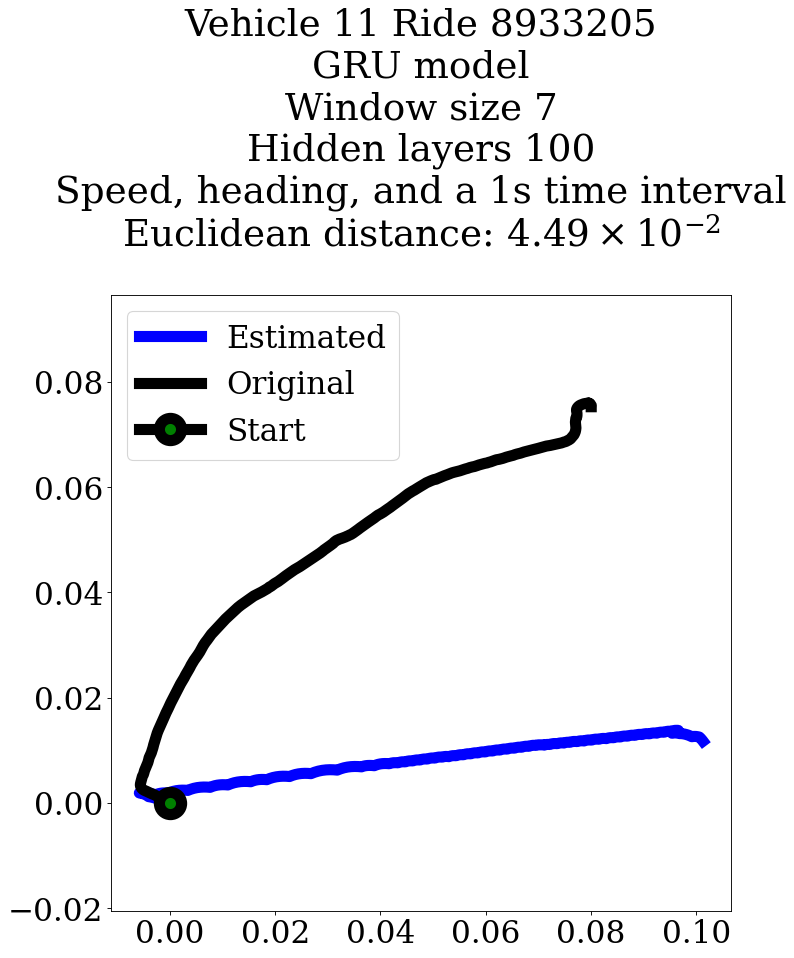 Vehicle 11 Ride 8933205
GRU model
Window size 7
Hidden layers 100
Speed, heading, and a 1s time interval
Euclidean distance: 4.49 × 10⁻²
Estimated
Original
Start
0.08
0.06
0.04
0.02
0.00
−0.02
0.00 0.02 0.04 0.06 0.08 0.10